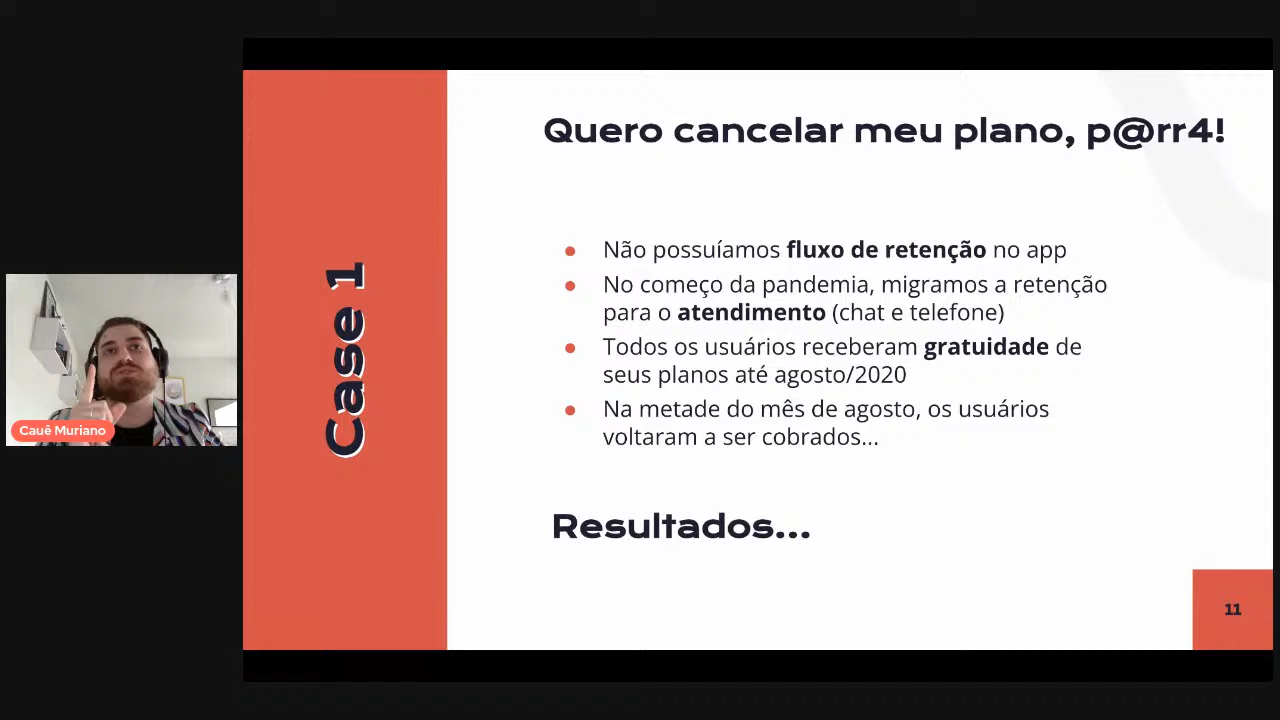 Quero cancelar meu plano, p@rr4!
Case 1
Não possuíamos fluxo de retenção no app
No começo da pandemia, migramos a retenção
para o atendimento (chat e telefone)
Todos os usuários receberam gratuidade de
seus planos até agosto/2020
Na metade do mês de agosto, os usuários
voltaram a ser cobrados...
Resultados...
11
Cauê Muriano